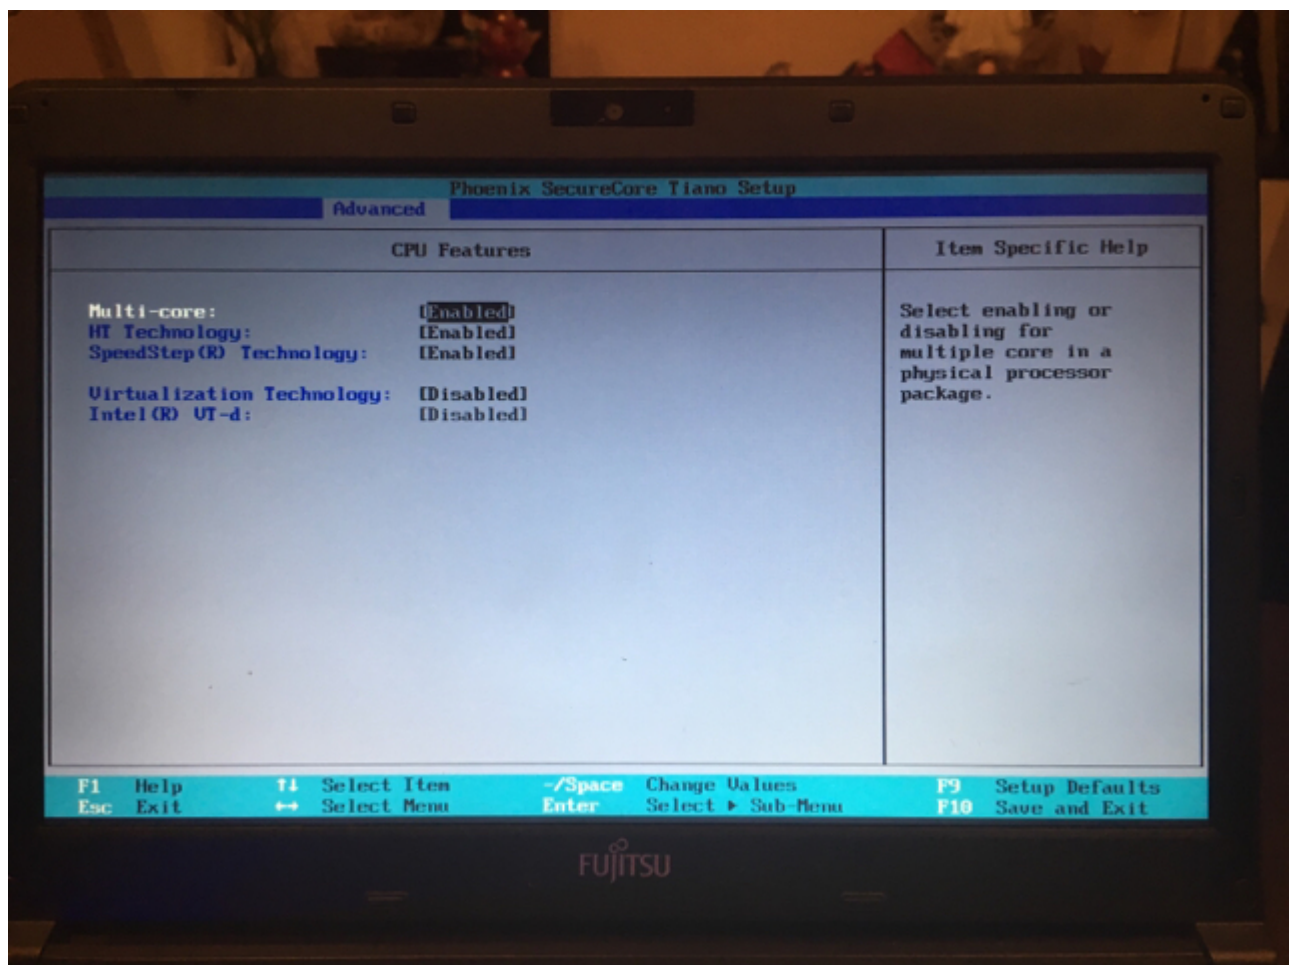 Phoenix SecureCore Tiano Setup
Advanced
CPU Features
Multi-core: [Enabled]
HT Technology: [Enabled]
SpeedStep(R) Technology: [Enabled]
Virtualization Technology: [Disabled]
Intel(R) VT-d: [Disabled]
Item Specific Help
Select enabling or
disabling for
multiple core in a
physical processor
package.
F1 Help ↑↓ Select Item -/Space Change Values F9 Setup Defaults
Esc Exit ↔ Select Menu Enter Select ▶ Sub-Menu F10 Save and Exit
FUJITSU